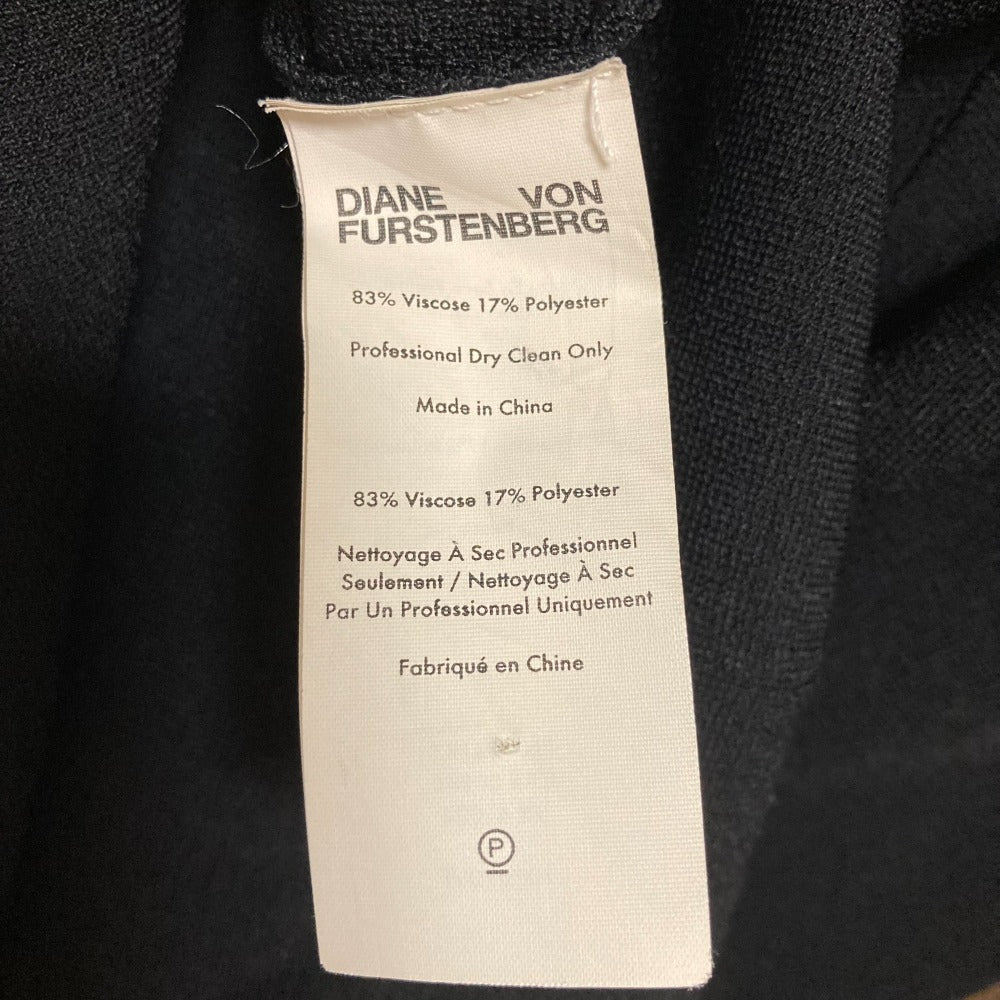 DIANE VON
FURSTENBERG
83% Viscose 17% Polyester
Professional Dry Clean Only
Made in China
83% Viscose 17% Polyester
Nettoyage À Sec Professionnel
Seulement / Nettoyage À Sec
Par Un Professionnel Uniquement
Fabriqué en Chine
P